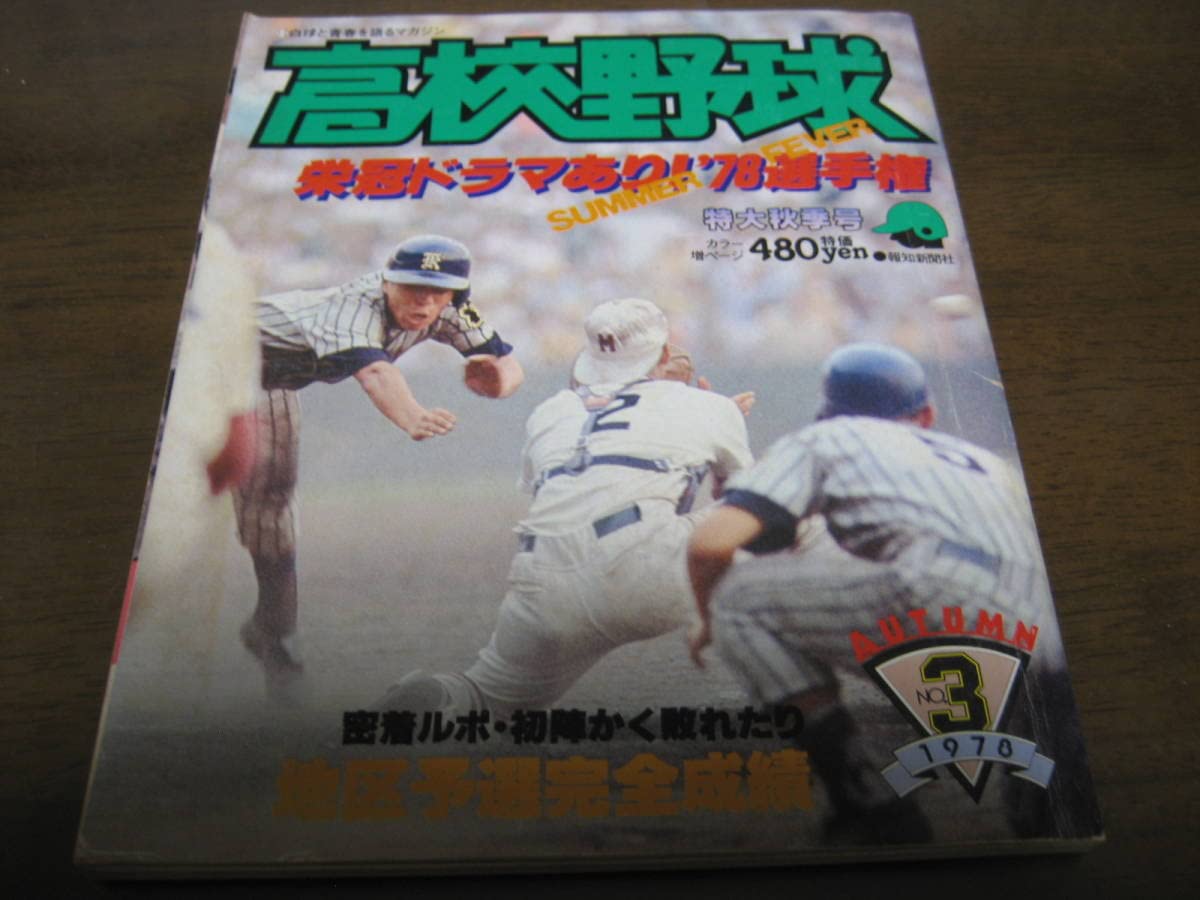 白球と青春を語るマガジン
高校野球
FEVER
栄冠ドラマあり!'78選手権
SUMMER
特大秋季号
カラー
増ページ
480yen
特価
●報知新聞社
H
2
密着ルポ・初陣かく敗れたり
地区予選完全成績
AUTUMN
NO.3
1978